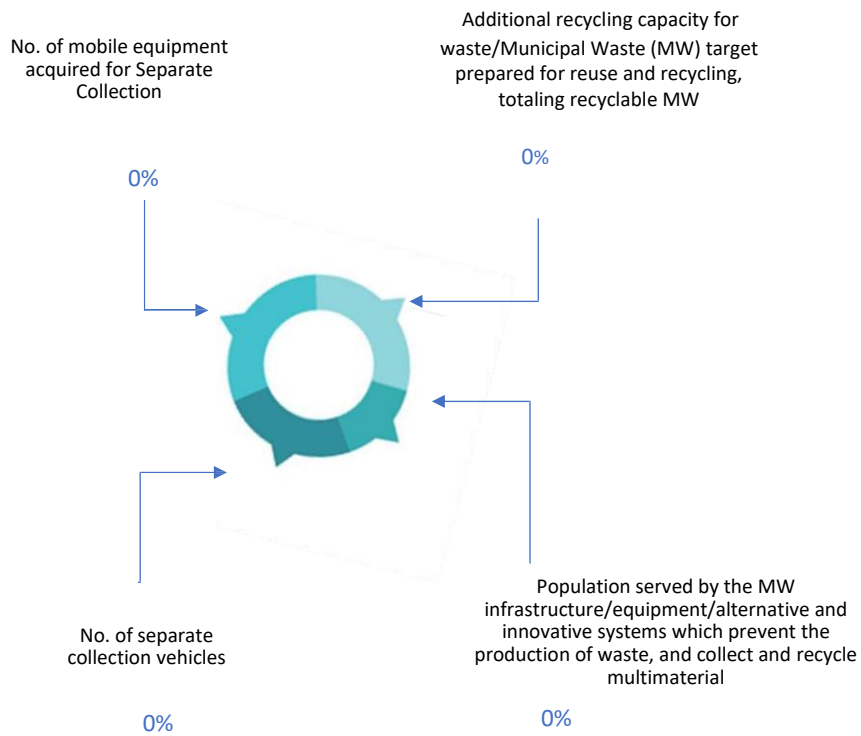 No. of mobile equipment
acquired for Separate
Collection
0%
Additional recycling capacity for
waste/Municipal Waste (MW) target
prepared for reuse and recycling,
totaling recyclable MW
0%
No. of separate
collection vehicles
0%
Population served by the MW
infrastructure/equipment/alternative and
innovative systems which prevent the
production of waste, and collect and recycle
multimaterial
0%